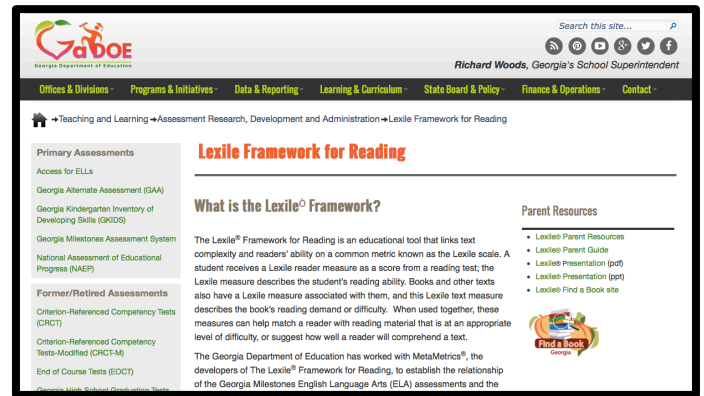 GaDOE
Georgia Department of Education
Search this site...
Richard Woods, Georgia's School Superintendent
Offices & Divisions
Programs & Initiatives
Data & Reporting
Learning & Curriculum
State Board & Policy
Finance & Operations
Contact
→Teaching and Learning →Assessment Research, Development and Administration →Lexile Framework for Reading
Primary Assessments
Access for ELLs
Georgia Alternate Assessment (GAA)
Georgia Kindergarten Inventory of
Developing Skills (GKIDS)
Georgia Milestones Assessment System
National Assessment of Educational
Progress (NAEP)
Former/Retired Assessments
Criterion-Referenced Competency Tests
(CRCT)
Criterion-Referenced Competency
Tests-Modified (CRCT-M)
End of Course Tests (EOCT)
Georgia High School Graduation Tests
Lexile Framework for Reading
What is the LexileÒ Framework?
The Lexile® Framework for Reading is an educational tool that links text
complexity and readers' ability on a common metric known as the Lexile scale. A
student receives a Lexile reader measure as a score from a reading test; the
Lexile measure describes the student's reading ability. Books and other texts
also have a Lexile measure associated with them, and this Lexile text measure
describes the book's reading demand or difficulty. When used together, these
measures can help match a reader with reading material that is at an appropriate
level of difficulty, or suggest how well a reader will comprehend a text.
The Georgia Department of Education has worked with MetaMetrics®, the
developers of The Lexile® Framework for Reading, to establish the relationship
of the Georgia Milestones English Language Arts (ELA) assessments and the
Parent Resources
Lexile® Parent Resources
Lexile® Parent Guide
Lexile® Presentation (pdf)
Lexile® Presentation (ppt)
Lexile® Find a Book site
Find a Book
Georgia